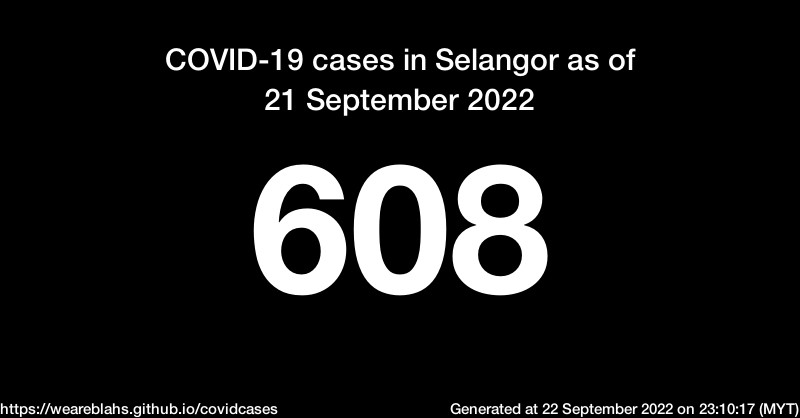 COVID-19 cases in Selangor as of
21 September 2022
608
https://weareblahs.github.io/covidcases
Generated at 22 September 2022 on 23:10:17 (MYT)